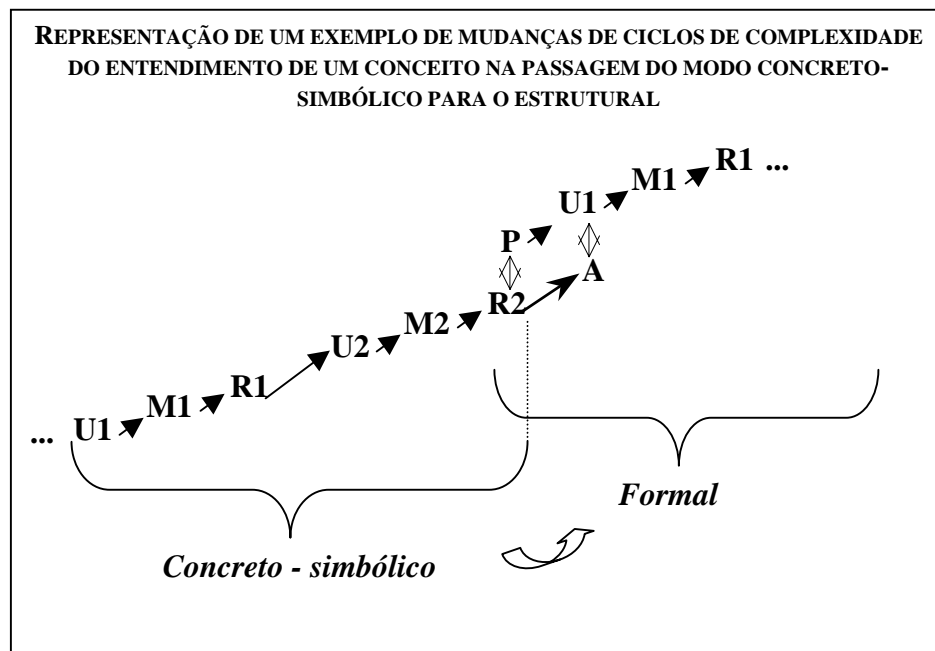 REPRESENTAÇÃO DE UM EXEMPLO DE MUDANÇAS DE CICLOS DE COMPLEXIDADE
DO ENTENDIMENTO DE UM CONCEITO NA PASSAGEM DO MODO CONCRETO-
SIMBÓLICO PARA O ESTRUTURAL
R1 ...
M1
U1
P
A
R2
M2
U2
R1
M1
... U1
Formal
Concreto - simbólico